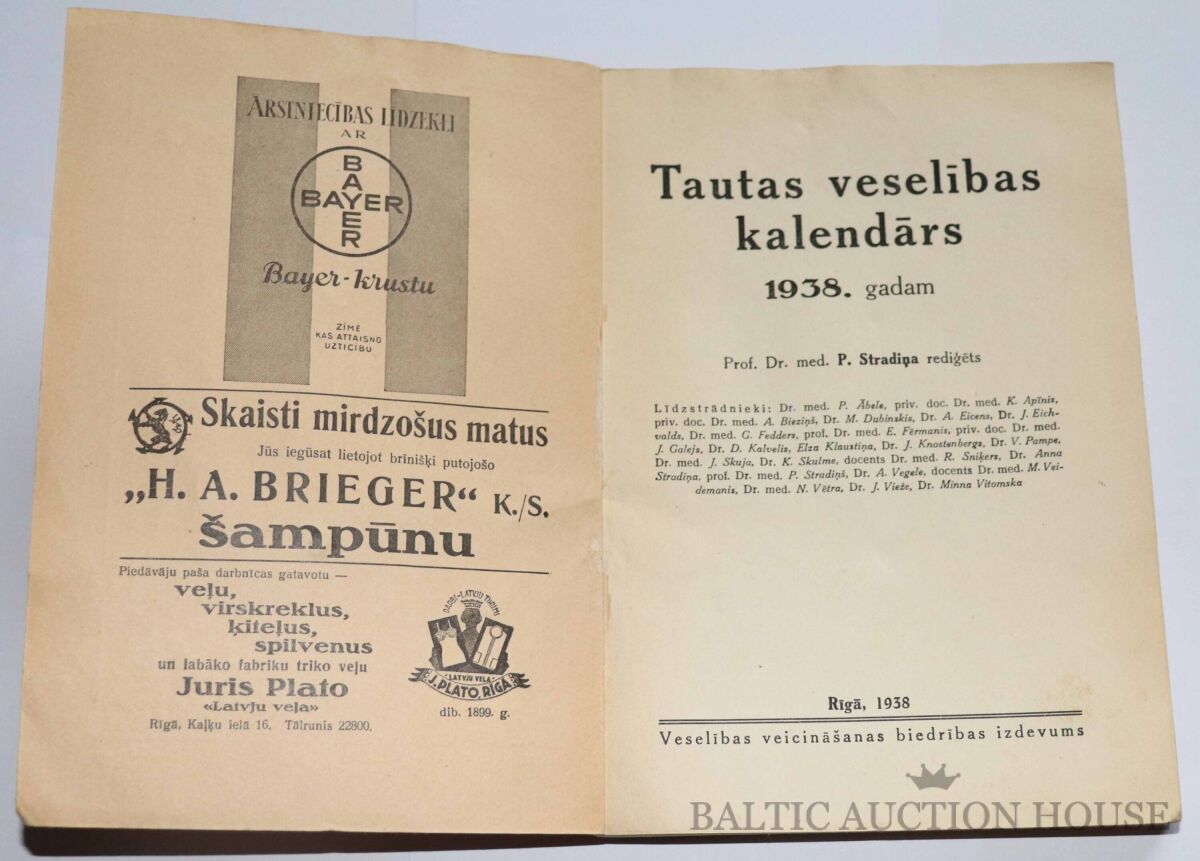 ĀRSTNIECĪBAS LĪDZEKĻI
AR
BAYER
BAYER
Bayer-krustu
ZĪME
KAS ATTAISNO
UZTICĪBU
Skaisti mirdzošus matus
Jūs iegūsat lietojot brīnišķi putojošo
„H. A. BRIEGER“ K./S.
šampūnu
Piedāvāju paša darbnīcas gatavotu —
veļu,
virskreklus,
ķiteļus,
spilvenus
un labāko fabriku triko veļu
Juris Plato
«Latvju veļa»
Rīgā, Kaļķu ielā 16. Tālrunis 22800.
DARBS-LATVJU TIKUMS
LATVJU VEĻA
J. PLATO, RĪGĀ
dib. 1899. g.
Tautas veselības
kalendārs
1938. gadam
Prof. Dr. med. P. Stradiņa rediģēts
Līdzstrādnieki: Dr. med. P. Ābele, priv. doc. Dr. med. K. Apīnis,
priv. doc. Dr. med. A. Bieziņš, Dr. M. Dubinskis, Dr. A. Eicens, Dr. J. Eich-
valds, Dr. med. G. Fedders, prof. Dr. med. E. Fērmanis, priv. doc. Dr. med.
J. Galejs, Dr. D. Kalvelis, Elza Klaustiņa, Dr. J. Knostenbergs, Dr. V. Pampe,
Dr. med. J. Skuja, Dr. K. Skulme, docents Dr. med. R. Sniķers, Dr. Anna
Stradiņa, prof. Dr. med. P. Stradiņš, Dr. A. Vegele, docents Dr. med. M. Vei-
demanis, Dr. med. N. Vētra, Dr. J. Vieže, Dr. Minna Vitomska
Rīgā, 1938
Veselības veicināšanas biedrības izdevums
BALTIC AUCTION HOUSE